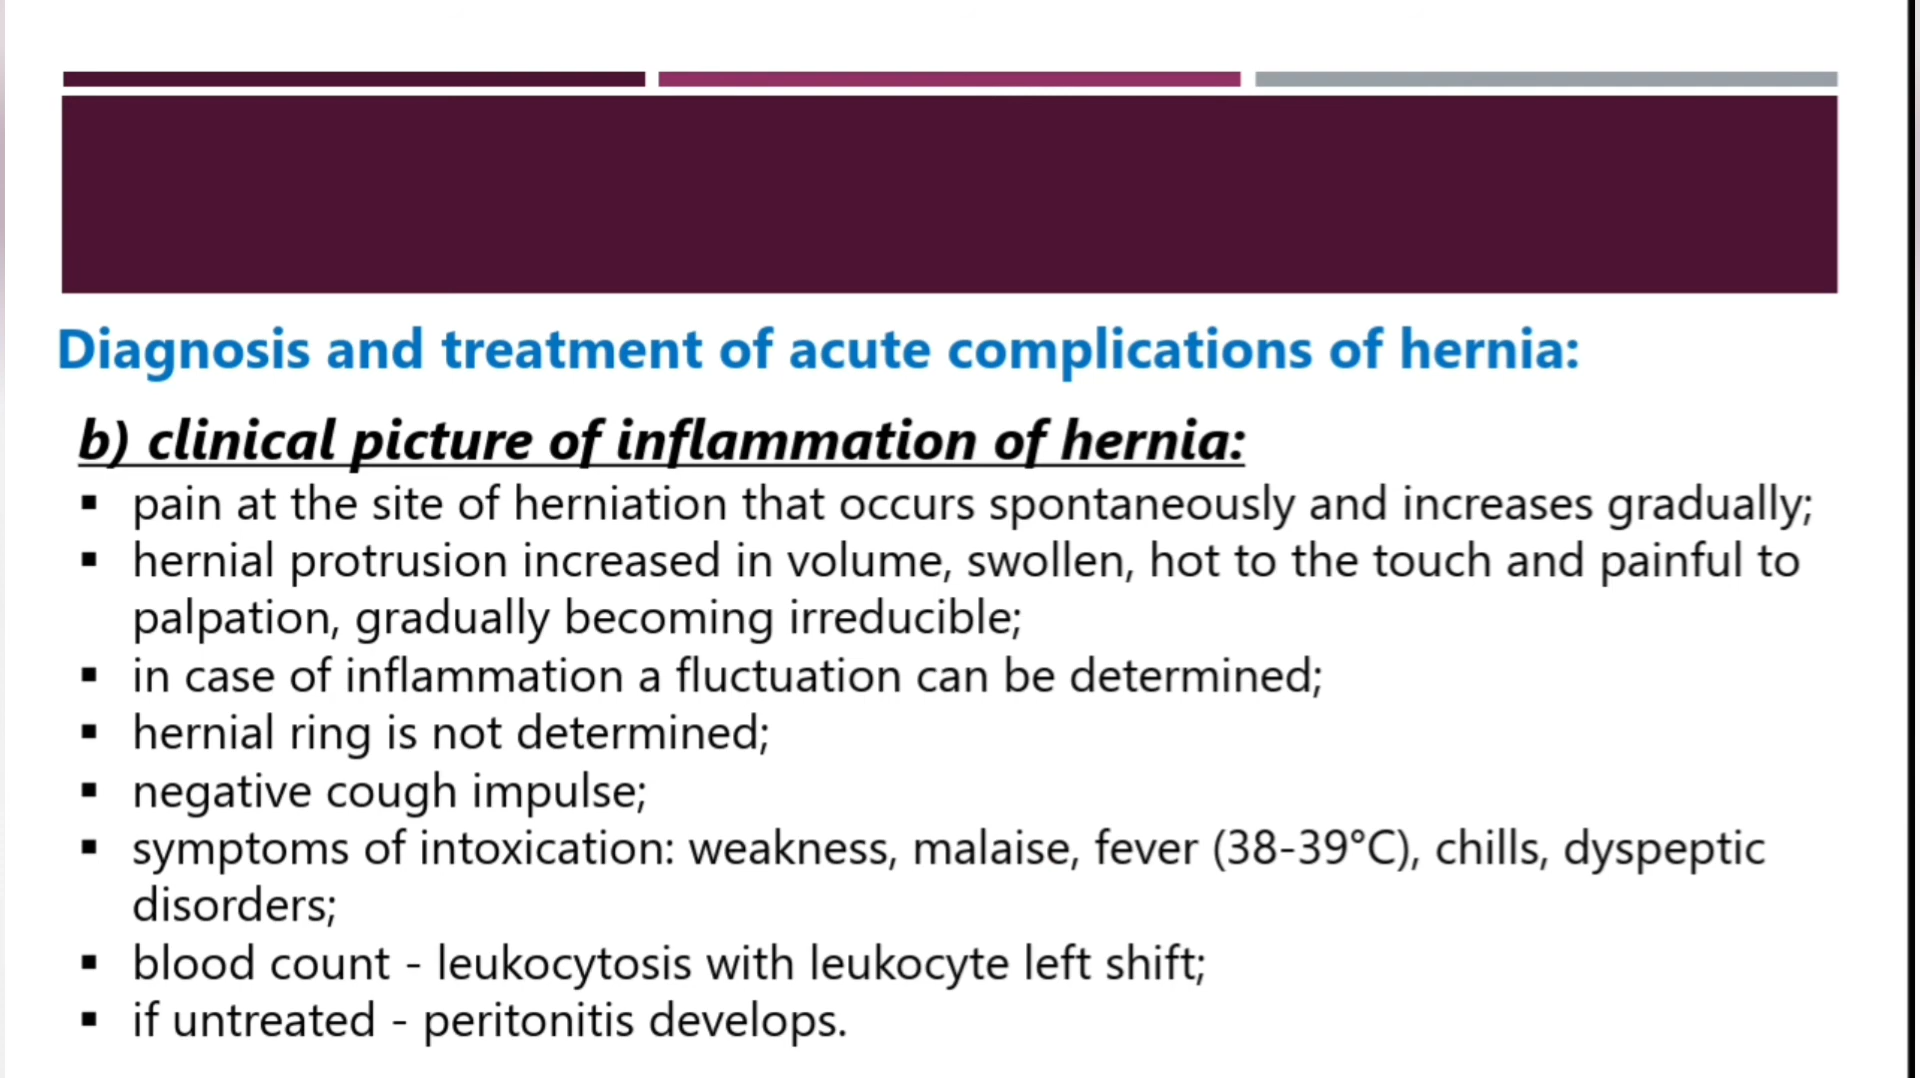 Diagnosis and treatment of acute complications of hernia:
b) clinical picture of inflammation of hernia:
▪ pain at the site of herniation that occurs spontaneously and increases gradually;
▪ hernial protrusion increased in volume, swollen, hot to the touch and painful to
palpation, gradually becoming irreducible;
▪ in case of inflammation a fluctuation can be determined;
▪ hernial ring is not determined;
▪ negative cough impulse;
▪ symptoms of intoxication: weakness, malaise, fever (38-39°C), chills, dyspeptic
disorders;
▪ blood count - leukocytosis with leukocyte left shift;
▪ if untreated - peritonitis develops.